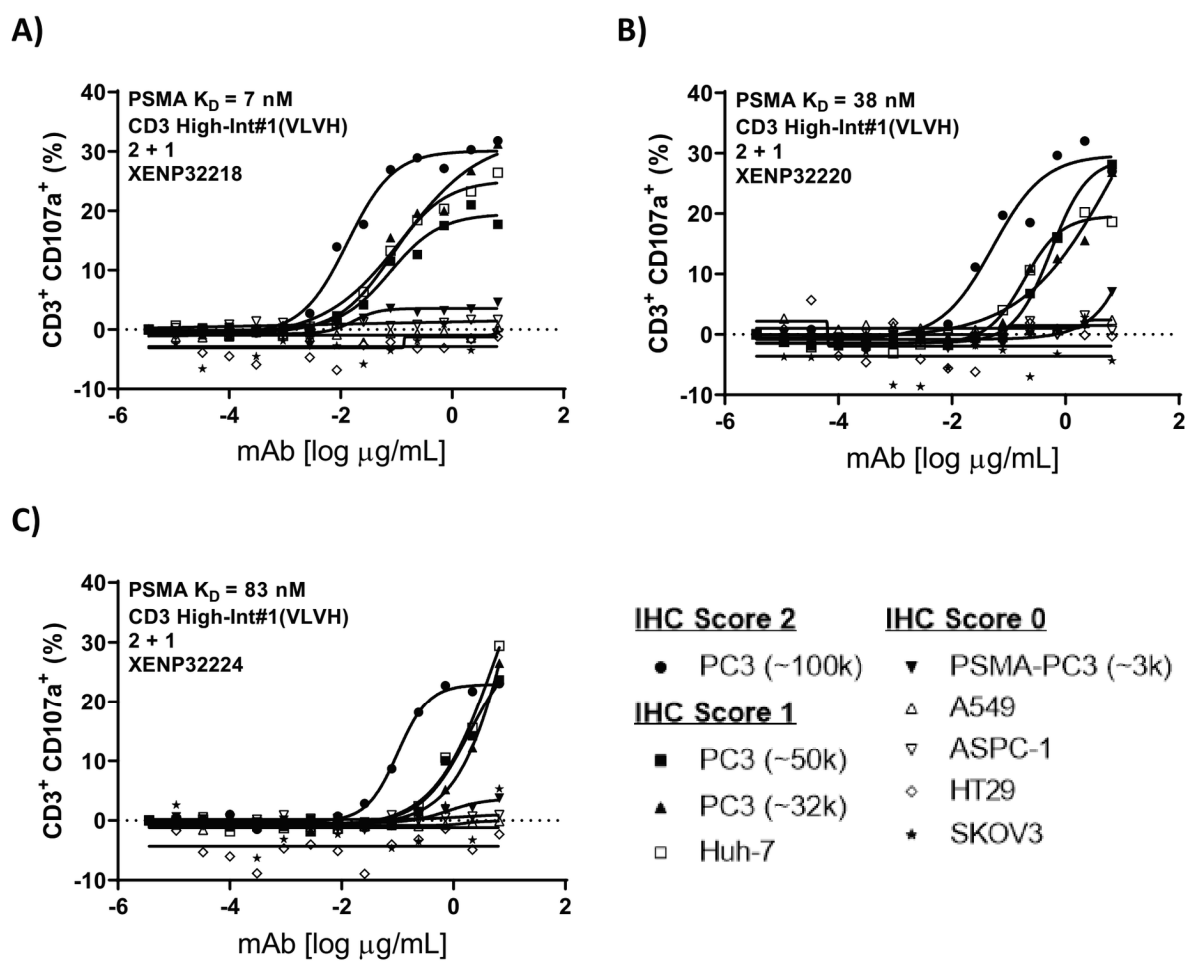 A)
PSMA K_D = 7 nM
CD3 High-Int#1(VLVH)
2 + 1
XENP32218
CD3⁺ CD107a⁺ (%)
40
30
20
10
0
-10
-6
-4
-2
0
2
mAb [log μg/mL]
B)
PSMA K_D = 38 nM
CD3 High-Int#1(VLVH)
2 + 1
XENP32220
CD3⁺ CD107a⁺ (%)
40
30
20
10
0
-10
-6
-4
-2
0
2
mAb [log μg/mL]
C)
PSMA K_D = 83 nM
CD3 High-Int#1(VLVH)
2 + 1
XENP32224
CD3⁺ CD107a⁺ (%)
40
30
20
10
0
-10
-6
-4
-2
0
2
mAb [log μg/mL]
IHC Score 2
PC3 (~100k)
IHC Score 1
PC3 (~50k)
PC3 (~32k)
Huh-7
IHC Score 0
PSMA-PC3 (~3k)
A549
ASPC-1
HT29
SKOV3